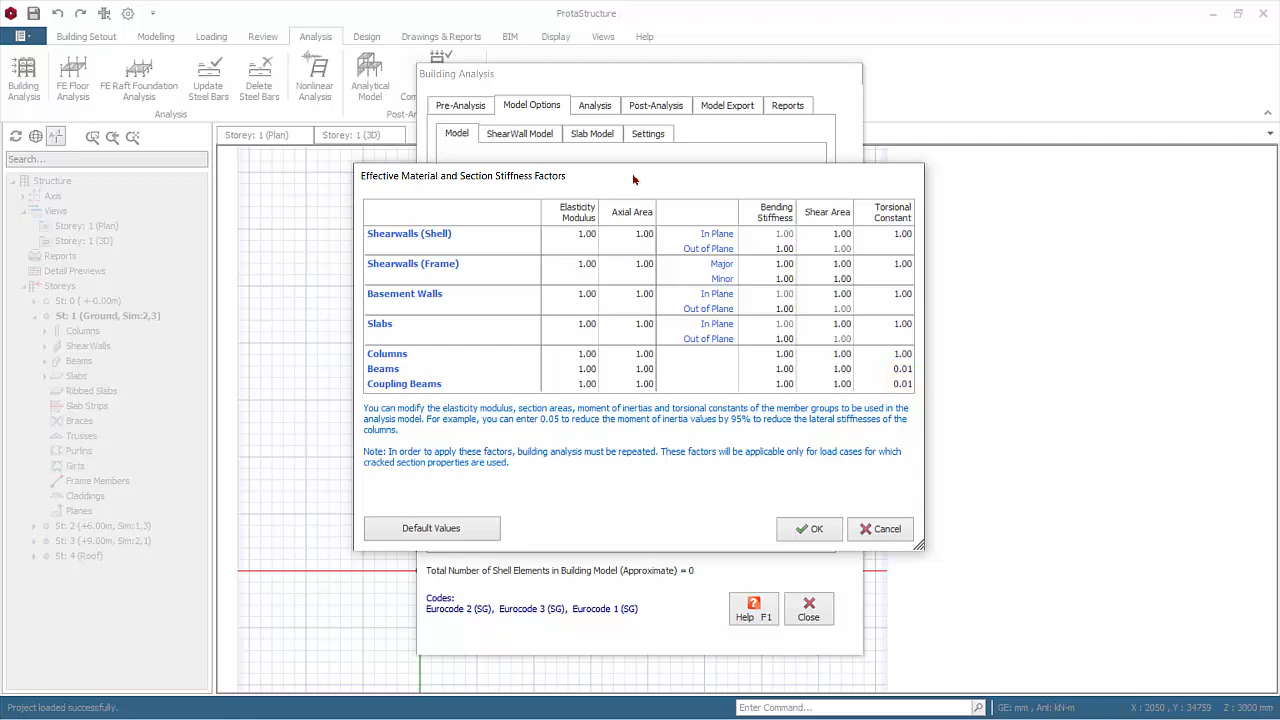 ProtaStructure
Building Setout Modelling Loading Review Analysis Design Drawings & Reports BIM Display Views Help
Building Analysis
FE Floor Analysis
FE Raft Foundation Analysis
Update Steel Bars
Delete Steel Bars
Nonlinear Analysis
Analytical Model
Analysis
Post-A
Storey: 1 (Plan) Storey: 1 (3D)
Search...
Structure
Axis
Views
Storey: 1 (Plan)
Storey: 1 (3D)
Reports
Detail Previews
Storeys
St: 0 ( +-0.00m)
St: 1 (Ground, Sim:2,3)
Columns
ShearWalls
Beams
Slabs
Ribbed Slabs
Slab Strips
Braces
Trusses
Purlins
Girts
Frame Members
Claddings
Planes
St: 2 (+6.00m, Sim:1,3)
St: 3 (+9.00m, Sim:2,1)
St: 4 (Roof)
Building Analysis
Pre-Analysis Model Options Analysis Post-Analysis Model Export Reports
Model ShearWall Model Slab Model Settings
Effective Material and Section Stiffness Factors
Elasticity Modulus Axial Area Bending Stiffness Shear Area Torsional Constant
Shearwalls (Shell) 1.00 1.00 In Plane 1.00 1.00 1.00
Out of Plane 1.00 1.00
Shearwalls (Frame) 1.00 1.00 Major 1.00 1.00 1.00
Minor 1.00 1.00
Basement Walls 1.00 1.00 In Plane 1.00 1.00 1.00
Out of Plane 1.00 1.00
Slabs 1.00 1.00 In Plane 1.00 1.00 1.00
Out of Plane 1.00 1.00
Columns 1.00 1.00 1.00 1.00 1.00
Beams 1.00 1.00 1.00 1.00 0.01
Coupling Beams 1.00 1.00 1.00 1.00 0.01
You can modify the elasticity modulus, section areas, moment of inertias and torsional constants of the member groups to be used in the
analysis model. For example, you can enter 0.05 to reduce the moment of inertia values by 95% to reduce the lateral stiffnesses of the
columns.
Note: In order to apply these factors, building analysis must be repeated. These factors will be applicable only for load cases for which
cracked section properties are used.
Default Values OK Cancel
Total Number of Shell Elements in Building Model (Approximate) = 0
Codes:
Eurocode 2 (SG), Eurocode 3 (SG), Eurocode 1 (SG)
Help F1 Close
Project loaded successfully. Enter Command... GE: mm , Anl: kN-m X : 2050 , Y : 34759 Z : 3000 mm